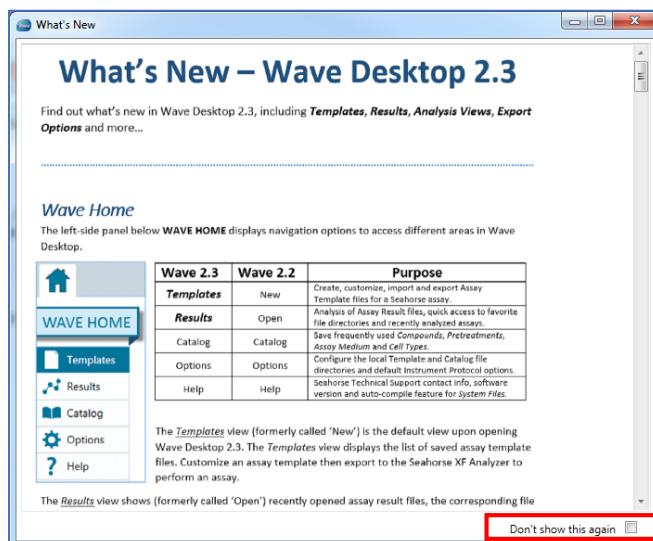 What's New
What's New – Wave Desktop 2.3
Find out what's new in Wave Desktop 2.3, including Templates, Results, Analysis Views, Export
Options and more...
Wave Home
The left-side panel below WAVE HOME displays navigation options to access different areas in Wave
Desktop.
WAVE HOME
Templates
Results
Catalog
Options
Help
Wave 2.3 Wave 2.2 Purpose
Templates New Create, customize, import and export Assay
Template files for a Seahorse assay.
Results Open Analysis of Assay Result files, quick access to favorite
file directories and recently analyzed assays.
Catalog Catalog Save frequently used Compounds, Pretreatments,
Assay Medium and Cell Types.
Options Options Configure the local Template and Catalog file
directories and default Instrument Protocol options.
Help Help Seahorse Technical Support contact info, software
version and auto-compile feature for System Files.
The Templates view (formerly called 'New') is the default view upon opening
Wave Desktop 2.3. The Templates view displays the list of saved assay template
files. Customize an assay template then export to the Seahorse XF Analyzer to
perform an assay.
The Results view shows (formerly called 'Open') recently opened assay result files, the corresponding file
Don't show this again